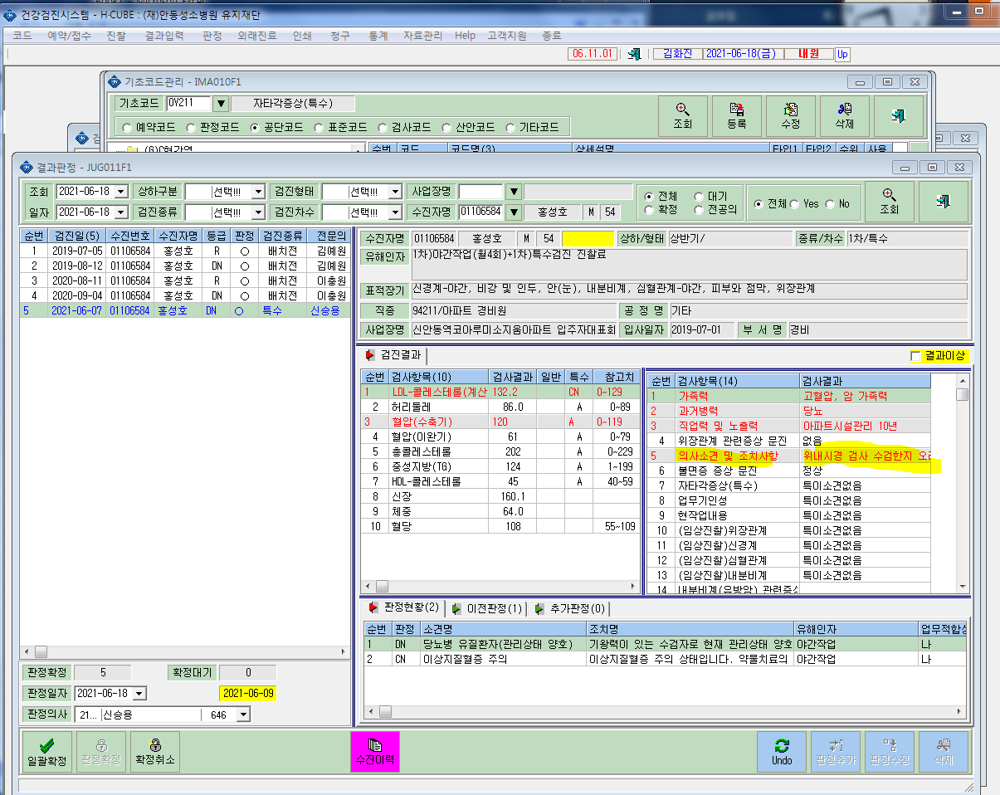 건강검진시스템 - H-CUBE : (재)안동성소병원 유지재단
코드 예약/접수 진찰 결과입력 판정 외래진료 인쇄 청구 통계 자료관리 Help 고객지원 종료
06.11.01 김화진 2021-06-18(금) 내원 Up
기초코드관리 - IMA010F1
기초코드 0Y211 자타각증상(특수)
예약코드 판정코드 공단코드 표준코드 검사코드 산안코드 기타코드
조회 등록 수정 삭제
순번 코드 코드명(3) 상세설명 타입1 타입2 순위 사용
결과판정 - JUG011F1
조회 2021-06-18 상하구분 선택!!! 검진형태 선택!!! 사업장명
일자 2021-06-18 검진종류 선택!!! 검진차수 선택!!! 수진자명 01106584 홍성호 M 54
전체 대기
확정 전공의
전체 Yes No
조회
순번 검진일(5) 수진번호 수진자명 등급 판정 검진종류 전문의
1 2019-07-05 01106584 홍성호 R ○ 배치전 김예원
2 2019-08-12 01106584 홍성호 DN ○ 배치전 김예원
3 2020-08-11 01106584 홍성호 R ○ 배치전 이충원
4 2020-09-04 01106584 홍성호 DN ○ 배치전 이충원
5 2021-06-07 01106584 홍성호 DN ○ 특수 신승용
수진자명 01106584 홍성호 M 54 상하/형태 상반기/ 종류/차수 1차/특수
유해인자 1차)야간작업(월4회)+1차)특수검진 진찰료
표적장기 신경계-야간, 비강 및 인두, 안(눈), 내분비계, 심혈관계-야간, 피부와 점막, 위장관계
직종 94211/아파트 경비원 공 정 명 기타
사업장명 신안동역코아루미소지움아파트 입주자대표회 입사일자 2019-07-01 부 서 명 경비
검진결과
결과이상
순번 검사항목(10) 검사결과 일반 특수 참고치
1 LDL-콜레스테롤(계산 132.2 CN 0~129
2 허리둘레 86.0 A 0~89
3 혈압(수축기) 120 A 0~119
4 혈압(이완기) 61 A 0~79
5 총콜레스테롤 202 A 0~229
6 중성지방(TG) 124 A 1~199
7 HDL-콜레스테롤 45 A 40~59
8 신장 160.1
9 체중 64.0
10 혈당 108 55~109
순번 검사항목(14) 검사결과
1 가족력 고혈압, 암 가족력
2 과거병력 당뇨
3 직업력 및 노출력 아파트시설관리 10년
4 위장관계 관련증상 문진 없음
5 의사소견 및 조치사항 위내시경 검사 수검한지
6 불면증 증상 문진 정상
7 자타각증상(특수) 특이소견없음
8 업무기인성 특이소견없음
9 현작업내용 특이소견없음
10 (임상진찰)위장관계 특이소견없음
11 (임상진찰)신경계 특이소견없음
12 (임상진찰)심혈관계 특이소견없음
13 (임상진찰)내분비계 특이소견없음
14 내분비계(유방암) 관련증상
판정현황(2) 이전판정(1) 추가판정(0)
순번 판정 소견명 조치명 유해인자 업무적합성
1 DN 당뇨병 유질환자(관리상태 양호) 기왕력이 있는 수검자로 현재 관리상태 양호 야간작업 나
2 CN 이상지질혈증 주의 이상지질혈증 주의 상태입니다. 약물치료의 야간작업 나
판정확정 5 확정대기 0
판정일자 2021-06-18 2021-06-09
판정의사 21... 신승용 646
일괄확정 판정확정 확정취소 수진이력 Undo 판정추가 판정수정 삭제